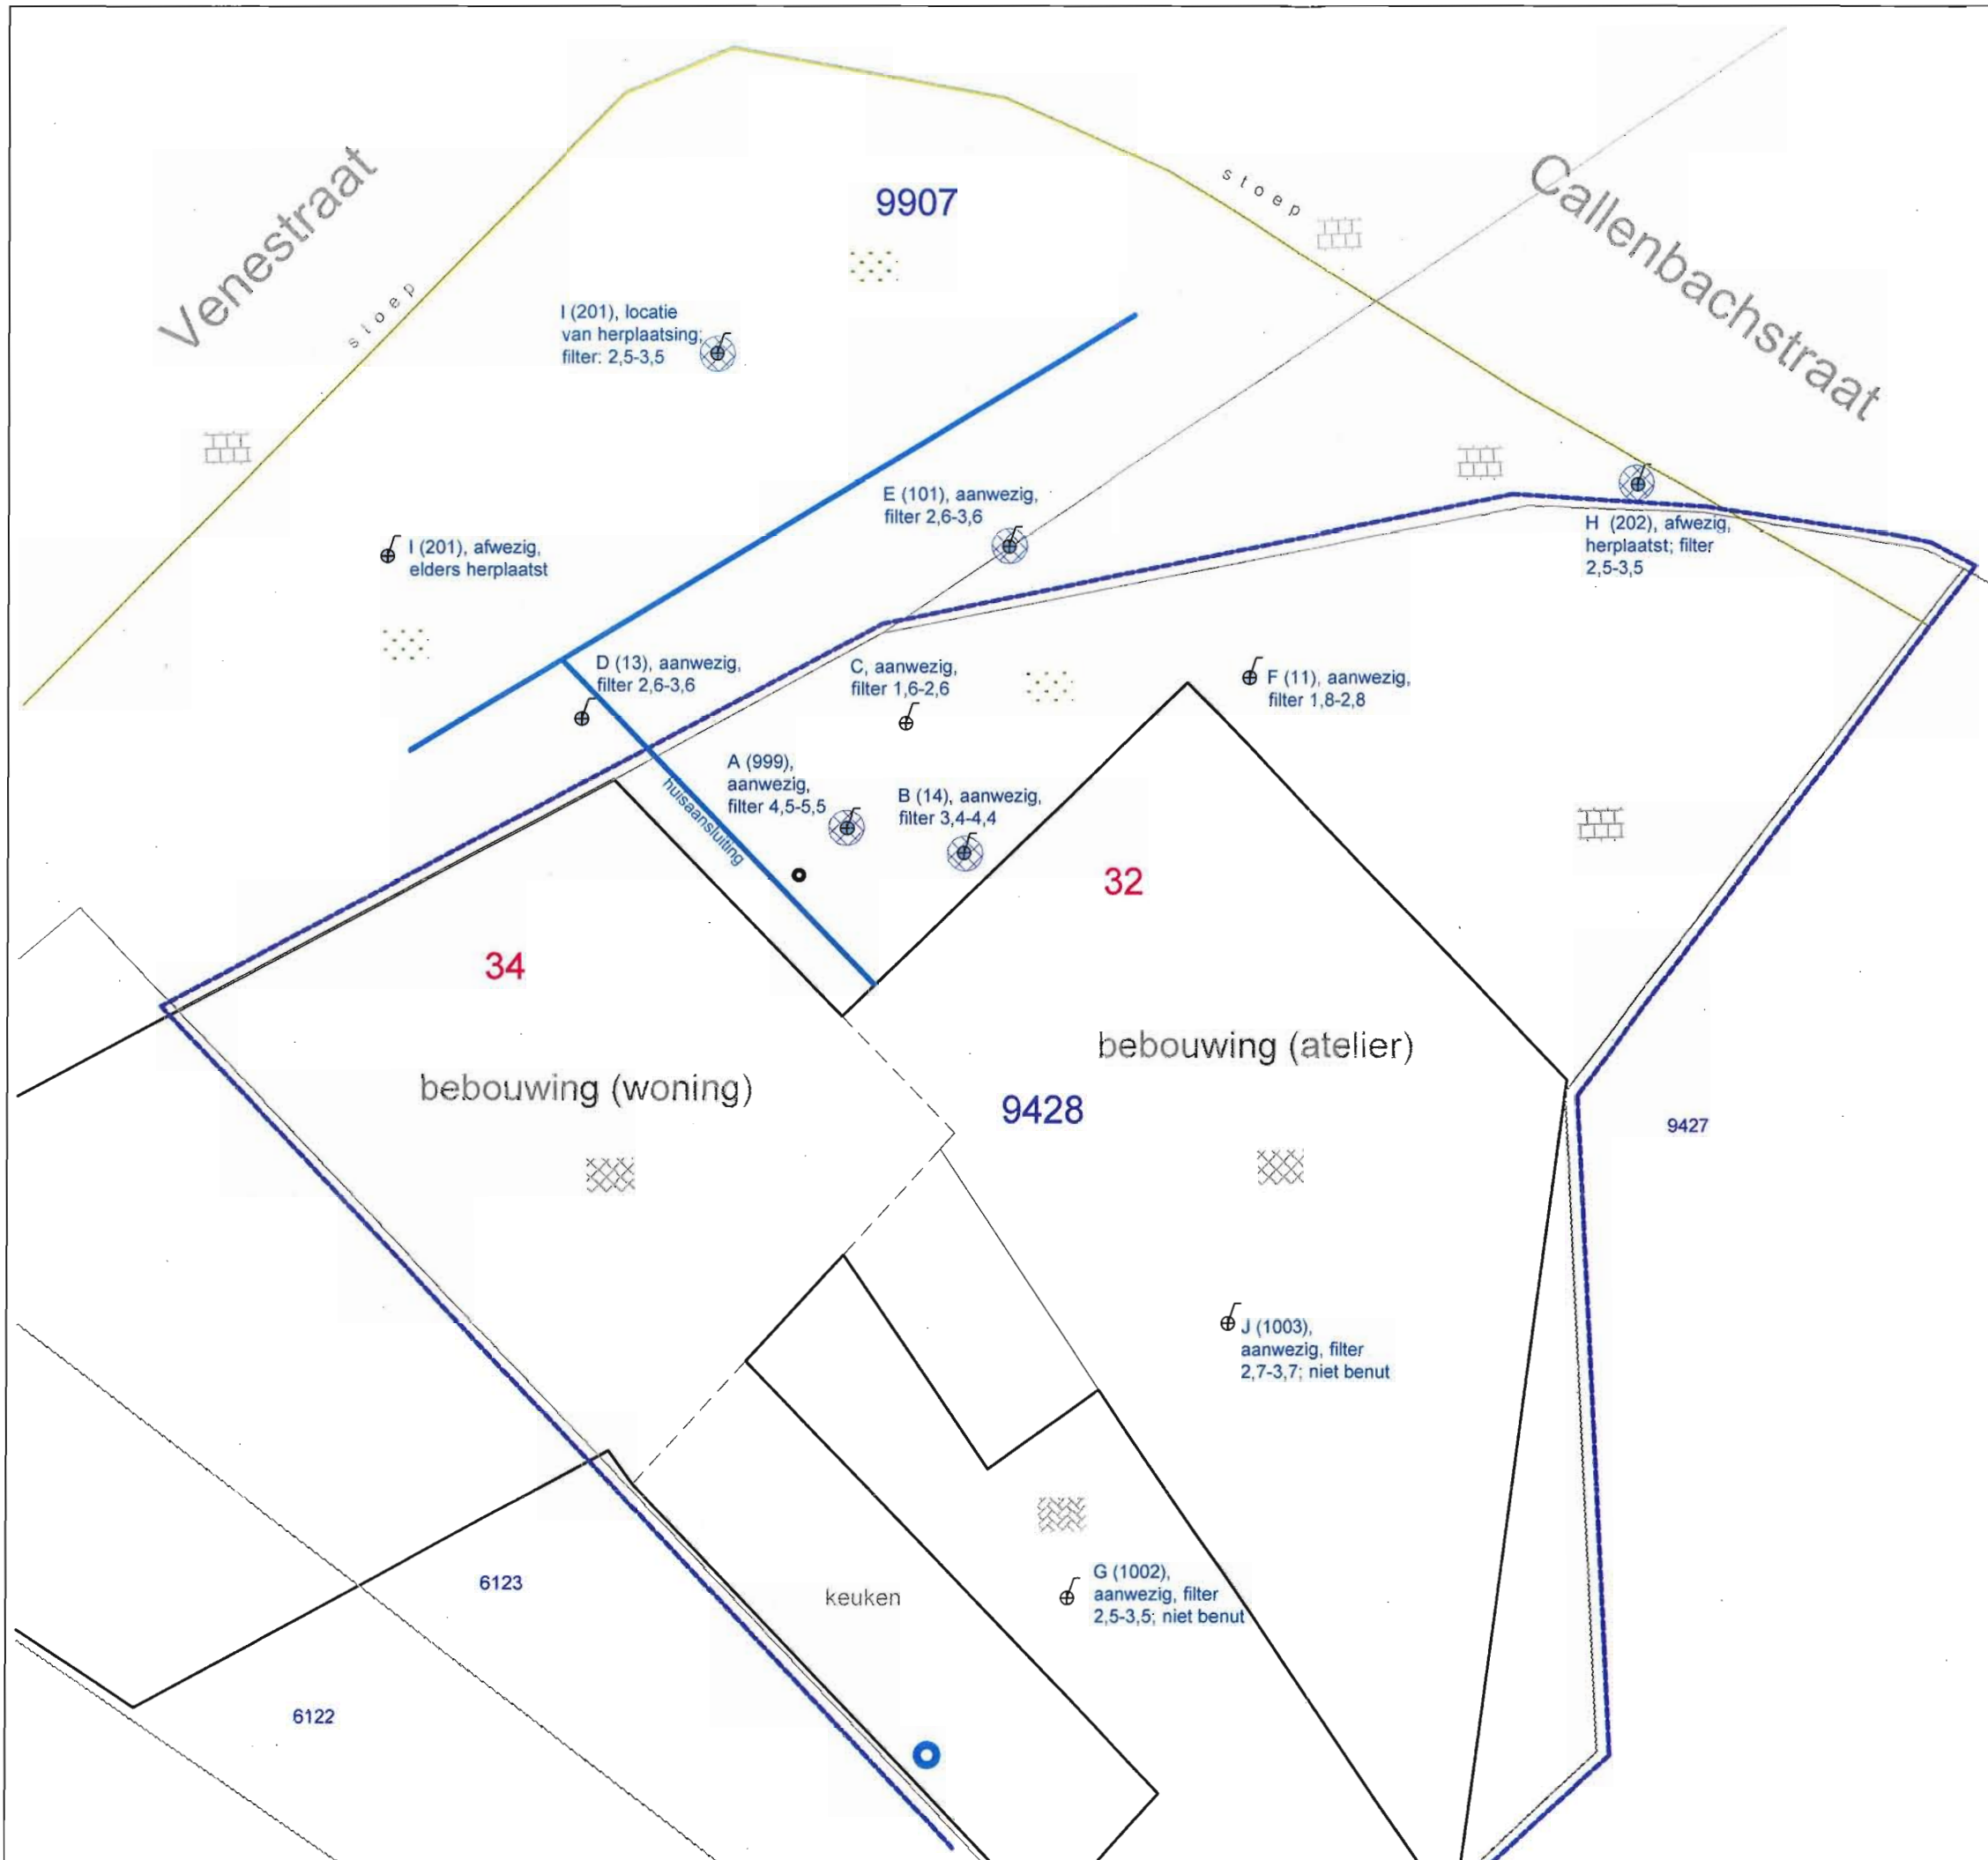 Venestraat
stoep
9907
stoep
Callenbachstraat
I (201), locatie
van herplaatsing;
filter: 2,5-3,5
E (101), aanwezig,
filter 2,6-3,6
H (202), afwezig,
herplaatst; filter
2,5-3,5
I (201), afwezig,
elders herplaatst
D (13), aanwezig,
filter 2,6-3,6
C, aanwezig,
filter 1,6-2,6
F (11), aanwezig,
filter 1,8-2,8
A (999),
aanwezig,
filter 4,5-5,5
B (14), aanwezig,
filter 3,4-4,4
huisaansluiting
32
34
bebouwing (atelier)
bebouwing (woning)
9428
9427
J (1003),
aanwezig, filter
2,7-3,7; niet benut
6123
keuken
G (1002),
aanwezig, filter
2,5-3,5; niet benut
6122